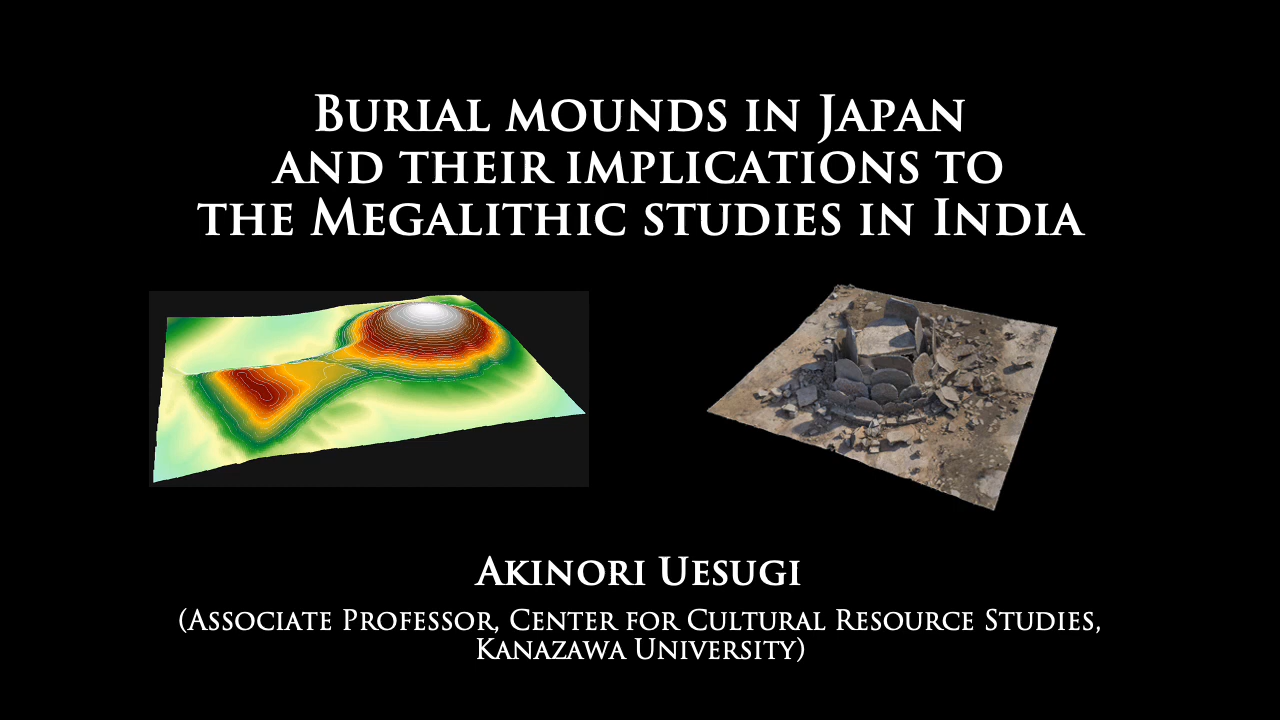 Burial mounds in Japan
and their implications to
the Megalithic studies in India
Akinori Uesugi
(Associate Professor, Center for Cultural Resource Studies,
Kanazawa University)